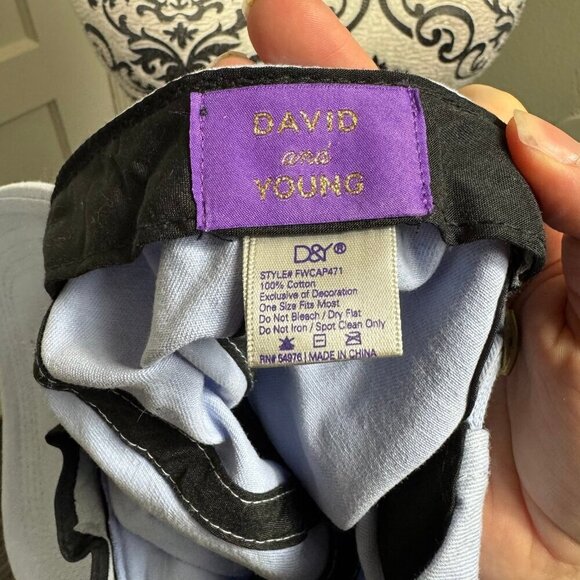 DAVID
and
YOUNG
D&Y®
STYLE# FWCAP471
100% Cotton
Exclusive of Decoration
One Size Fits Most
Do Not Bleach / Dry Flat
Do Not Iron / Spot Clean Only
RN# 54976 | MADE IN CHINA